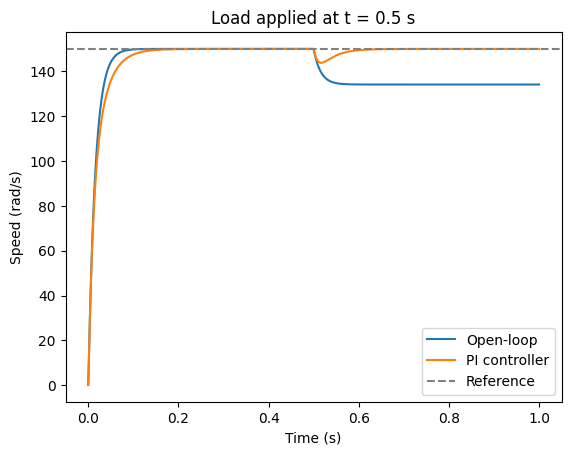 Load applied at t = 0.5 s
Speed (rad/s)
140
120
100
80
60
40
20
0
0.0 0.2 0.4 0.6 0.8 1.0
Time (s)
Open-loop
PI controller
Reference